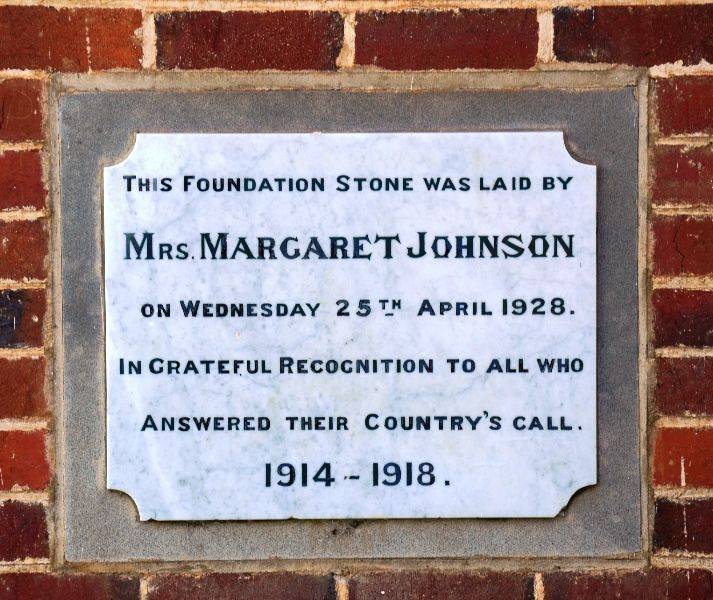 This Foundation Stone was laid by
Mrs. Margaret Johnson
on Wednesday 25th April 1928.
In Grateful Recognition to all who
Answered their Country's call.
1914 - 1918.